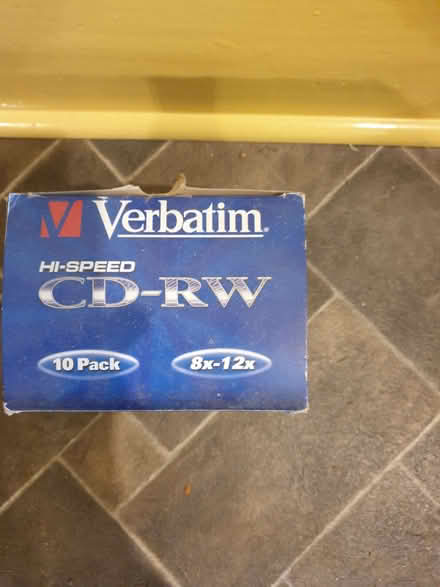 Verbatim.
HI-SPEED
CD-RW
10 Pack 8x-12x